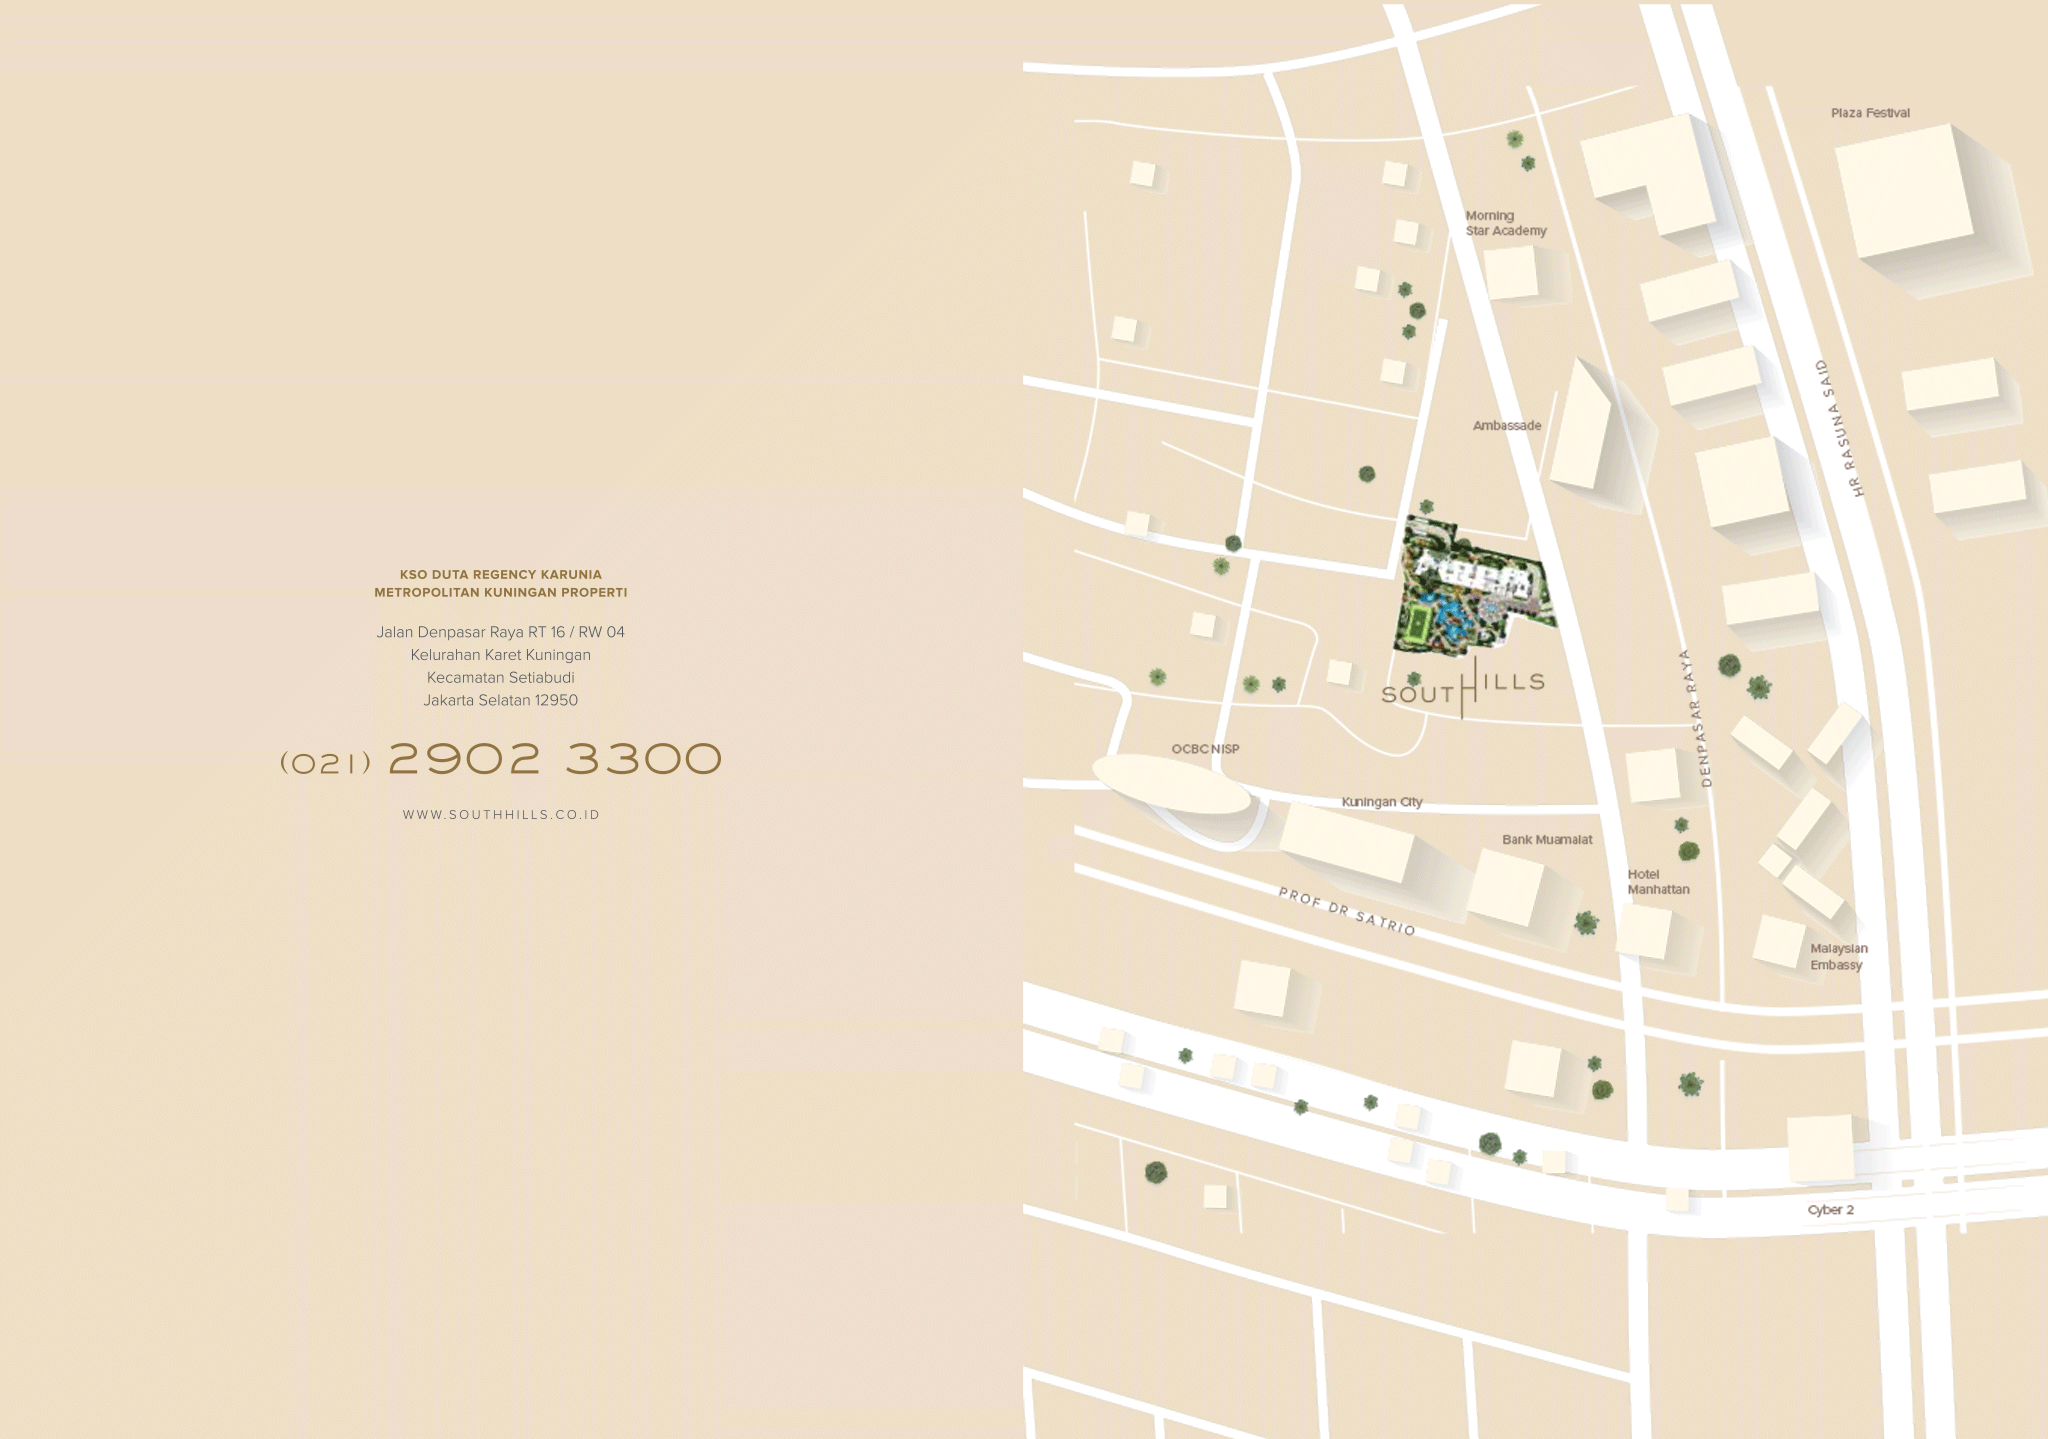 KSO DUTA REGENCY KARUNIA
METROPOLITAN KUNINGAN PROPERTI
Jalan Denpasar Raya RT 16 / RW 04
Kelurahan Karet Kuningan
Kecamatan Setiabudi
Jakarta Selatan 12950
(021) 2902 3300
WWW.SOUTHHILLS.CO.ID
Plaza Festival
Morning
Star Academy
HR RASUNA SAID
Ambassade
DENPASAR RAYA
SOUTHILLS
OCBC NISP
Kuningan City
Bank Muamalat
Hotel
Manhattan
PROF DR SATRIO
Malaysian
Embassy
Cyber 2